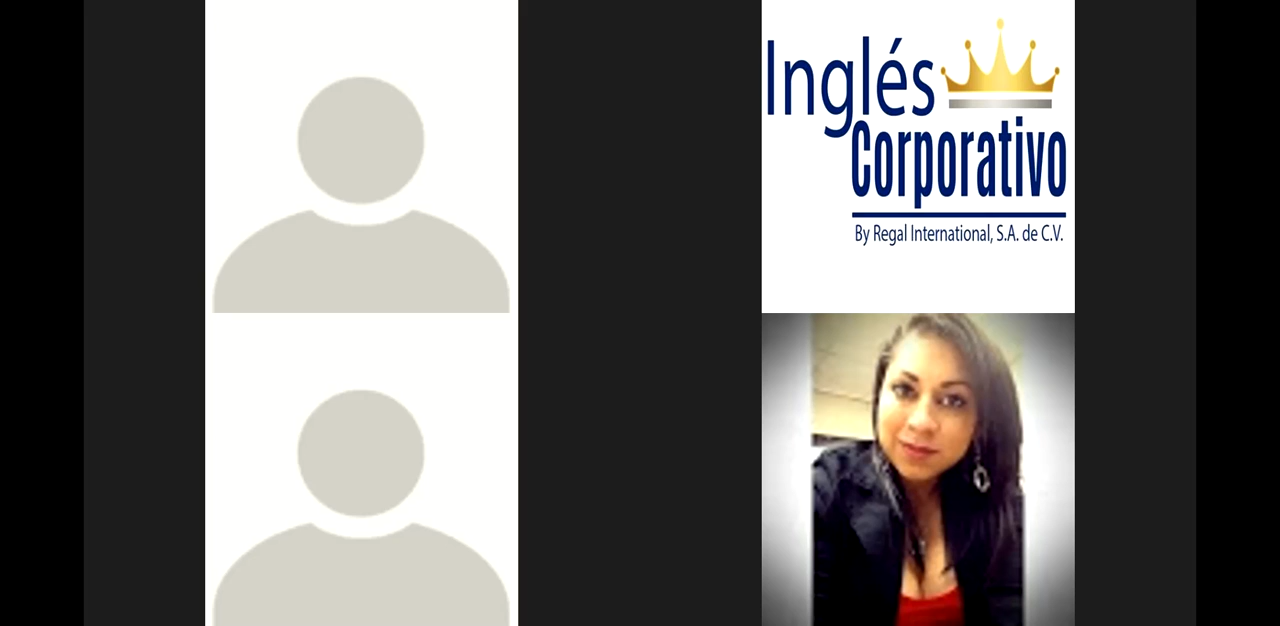 Inglés
Corporativo
By Regal International, S.A. de C.V.